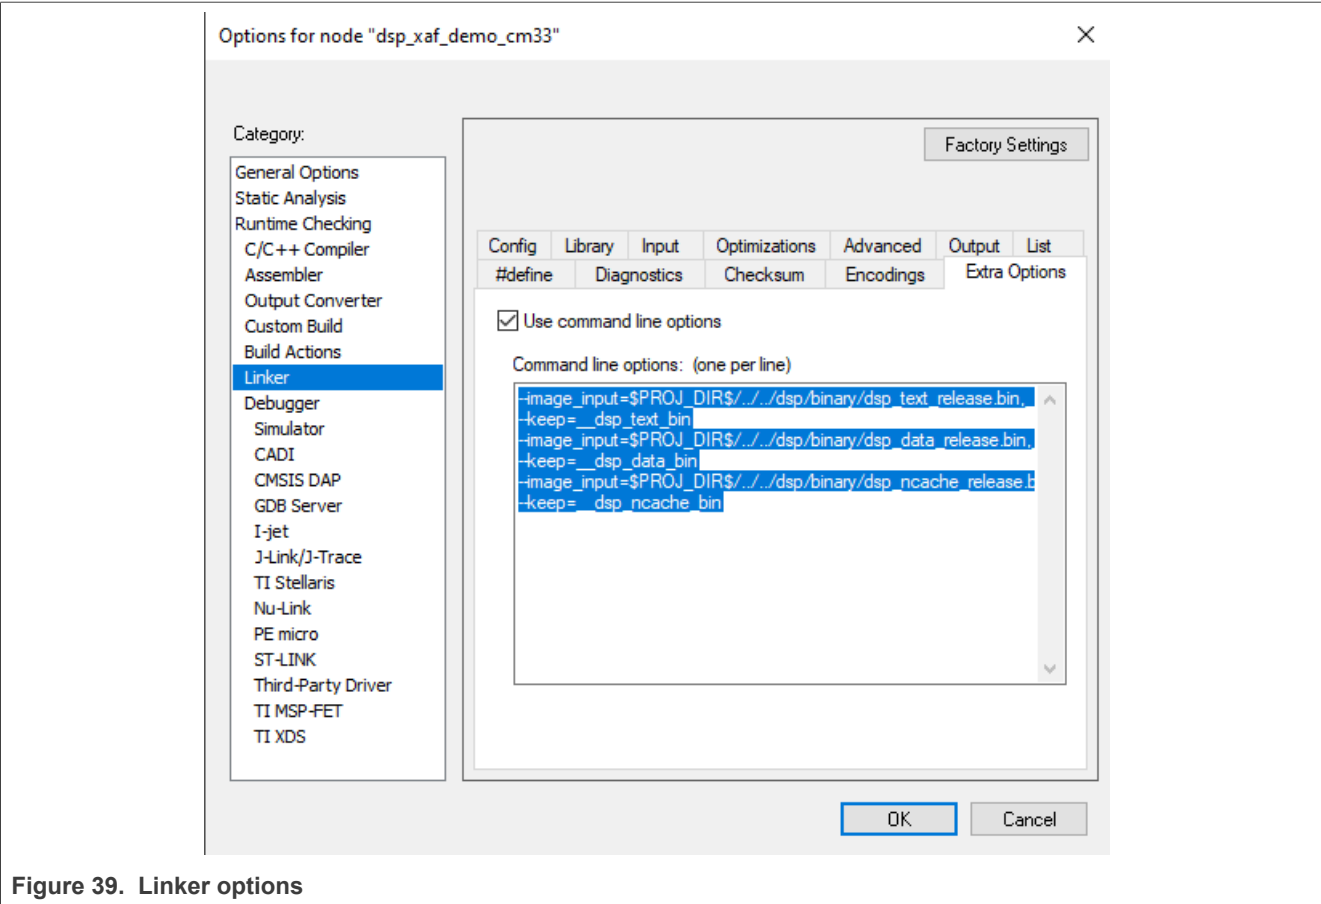 Options for node "dsp_xaf_demo_cm33"
Category:
Factory Settings
General Options
Static Analysis
Runtime Checking
C/C++ Compiler
Assembler
Output Converter
Custom Build
Build Actions
Linker
Debugger
Simulator
CADI
CMSIS DAP
GDB Server
I-jet
J-Link/J-Trace
TI Stellaris
Nu-Link
PE micro
ST-LINK
Third-Party Driver
TI MSP-FET
TI XDS
Config Library Input Optimizations Advanced Output List
#define Diagnostics Checksum Encodings Extra Options
Use command line options
Command line options: (one per line)
--image_input=$PROJ_DIR$/../../dsp/binary/dsp_text_release.bin,
--keep=__dsp_text_bin
--image_input=$PROJ_DIR$/../../dsp/binary/dsp_data_release.bin,
--keep=__dsp_data_bin
--image_input=$PROJ_DIR$/../../dsp/binary/dsp_ncache_release.b
--keep=__dsp_ncache_bin
OK Cancel
Figure 39. Linker options